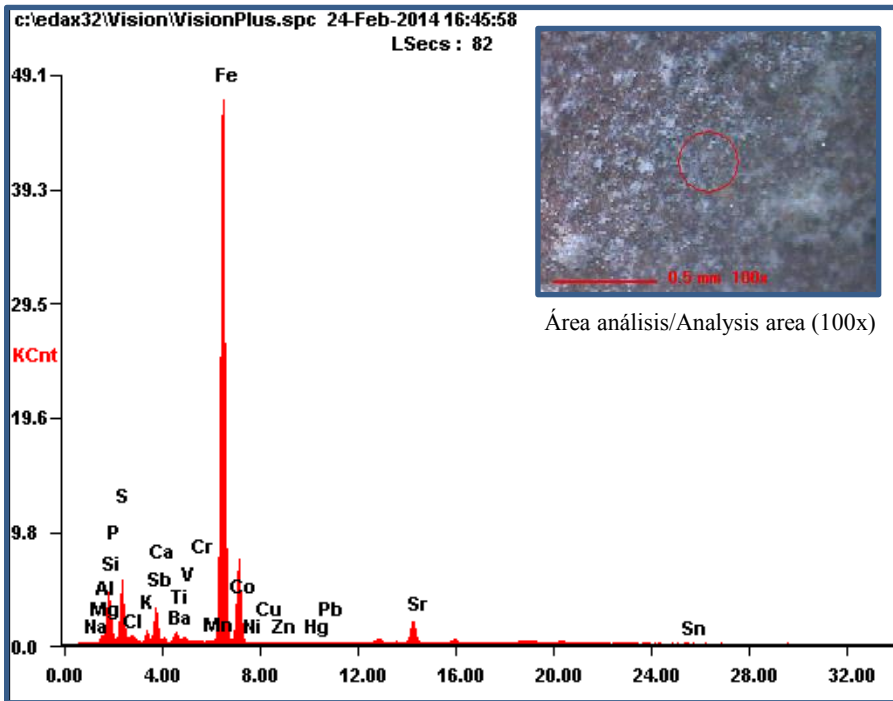 c:\edax32\Vision\VisionPlus.spc 24-Feb-2014 16:45:58
LSecs : 82
49.1
39.3
29.5
KCnt
19.6
9.8
0.0
Fe
S
P
Si
Al
Mg
Na
Cl
K
Ca
Sb
V
Ti
Ba
Cr
Mn
Co
Ni
Cu
Zn
Hg
Pb
Sr
Sn
0.00 4.00 8.00 12.00 16.00 20.00 24.00 28.00 32.00
0.5 mm 100x
Área análisis/Analysis area (100x)